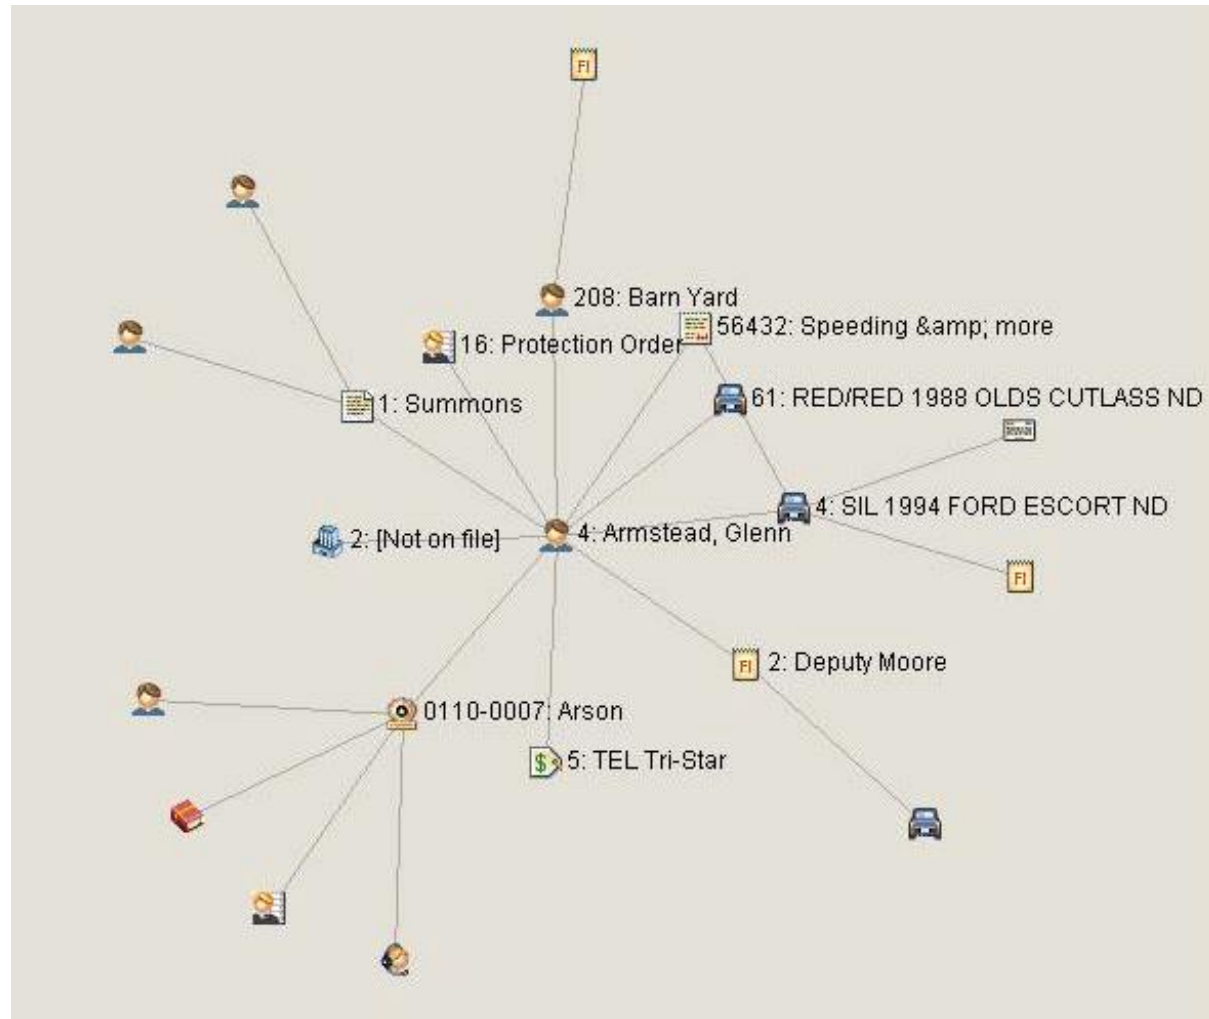 FI
208: Barn Yard
56432: Speeding &amp; more
16: Protection Order
61: RED/RED 1988 OLDS CUTLASS ND
1: Summons
4: SIL 1994 FORD ESCORT ND
4: Armstead, Glenn
2: [Not on file]
FI
FI 2: Deputy Moore
0110-0007: Arson
$ 5: TEL Tri-Star